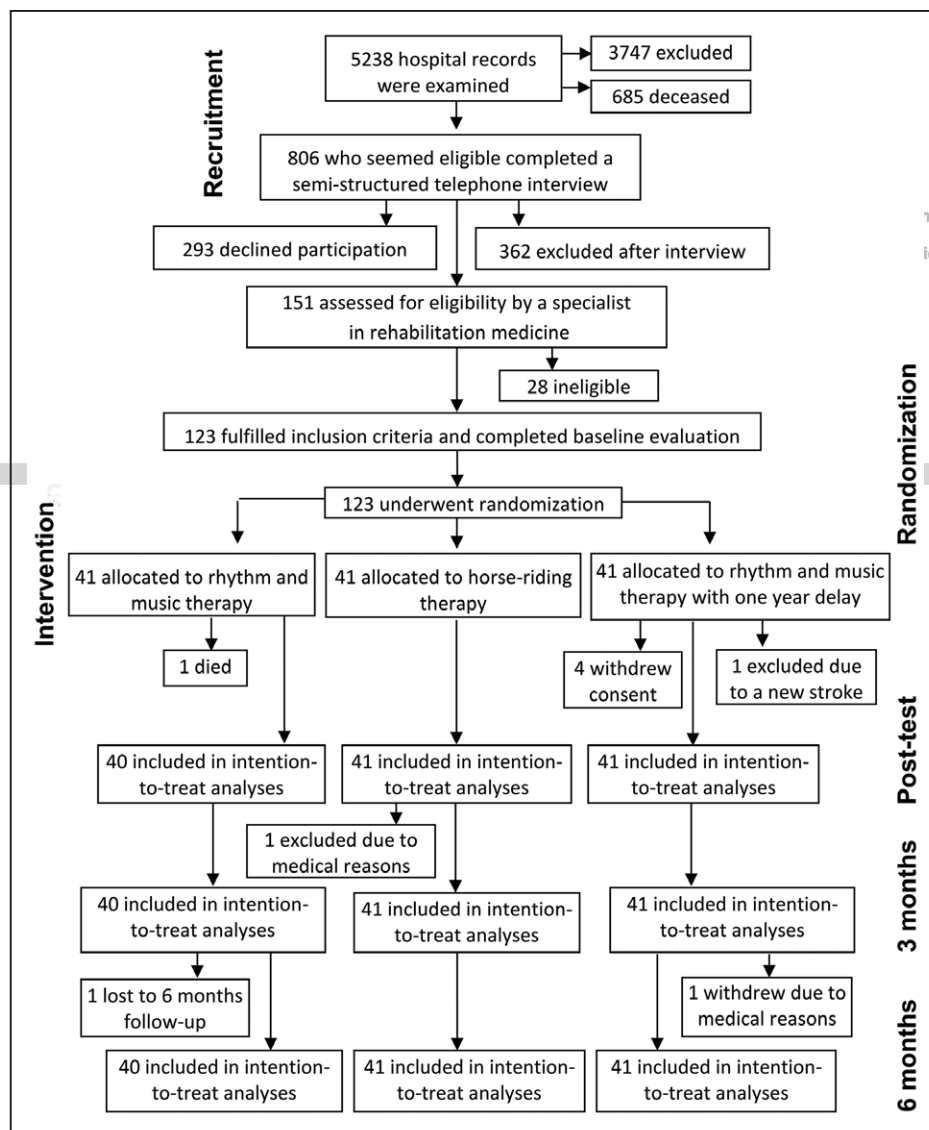 Recruitment
5238 hospital records
were examined
3747 excluded
685 deceased
806 who seemed eligible completed a
semi-structured telephone interview
293 declined participation
362 excluded after interview
151 assessed for eligibility by a specialist
in rehabilitation medicine
28 ineligible
123 fulfilled inclusion criteria and completed baseline evaluation
Randomization
123 underwent randomization
Intervention
41 allocated to rhythm and
music therapy
41 allocated to horse-riding
therapy
41 allocated to rhythm and music
therapy with one year delay
1 died
4 withdrew
consent
1 excluded due
to a new stroke
Post-test
40 included in intention-
to-treat analyses
41 included in intention-
to-treat analyses
41 included in intention-
to-treat analyses
1 excluded due to
medical reasons
3 months
40 included in intention-
to-treat analyses
41 included in intention-
to-treat analyses
41 included in intention-
to-treat analyses
1 lost to 6 months
follow-up
1 withdrew due to
medical reasons
6 months
40 included in intention-
to-treat analyses
41 included in intention-
to-treat analyses
41 included in intention-
to-treat analyses